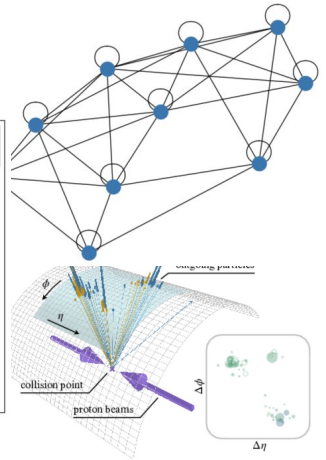 outgoing particles
ϕ
η
collision point
proton beams
Δϕ
Δη